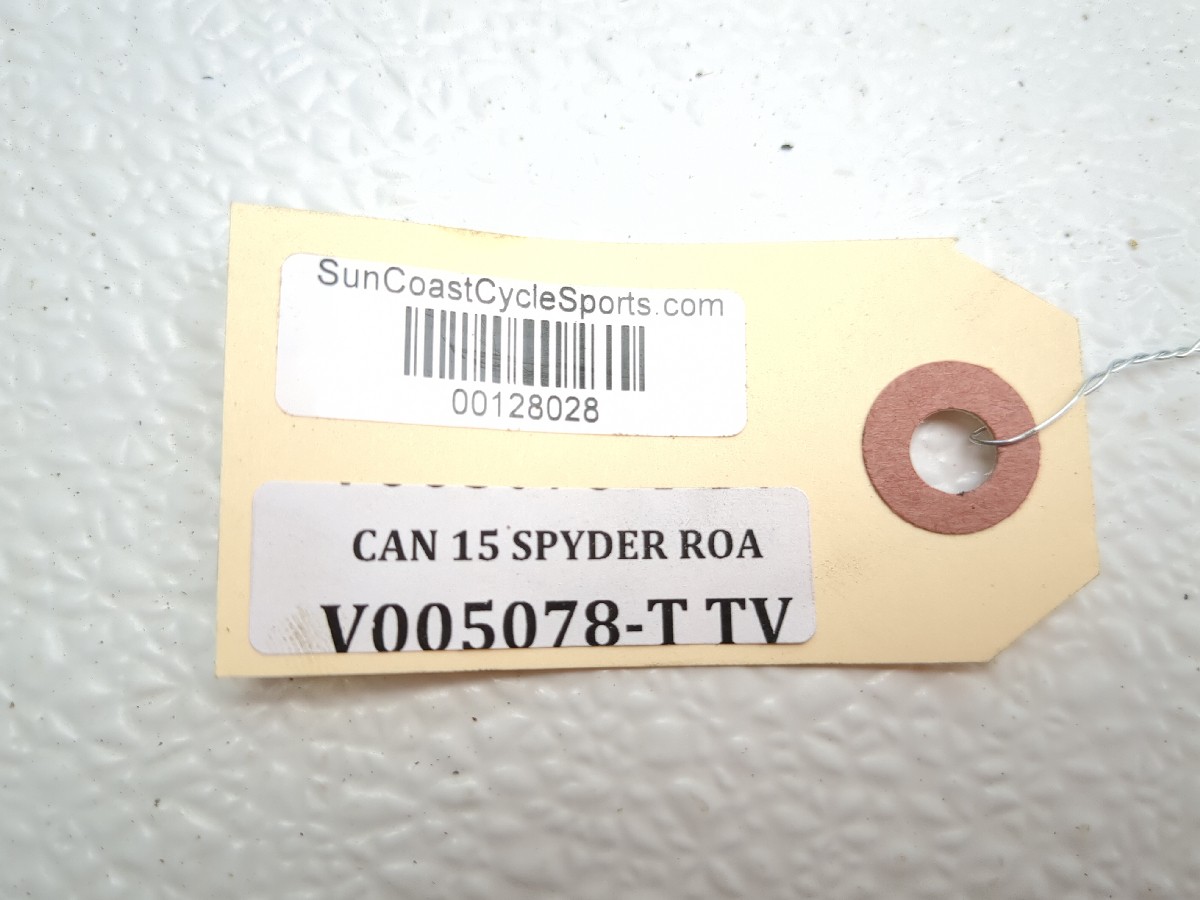 SunCoastCycleSports.com
00128028
CAN 15 SPYDER ROA
V005078-T TV